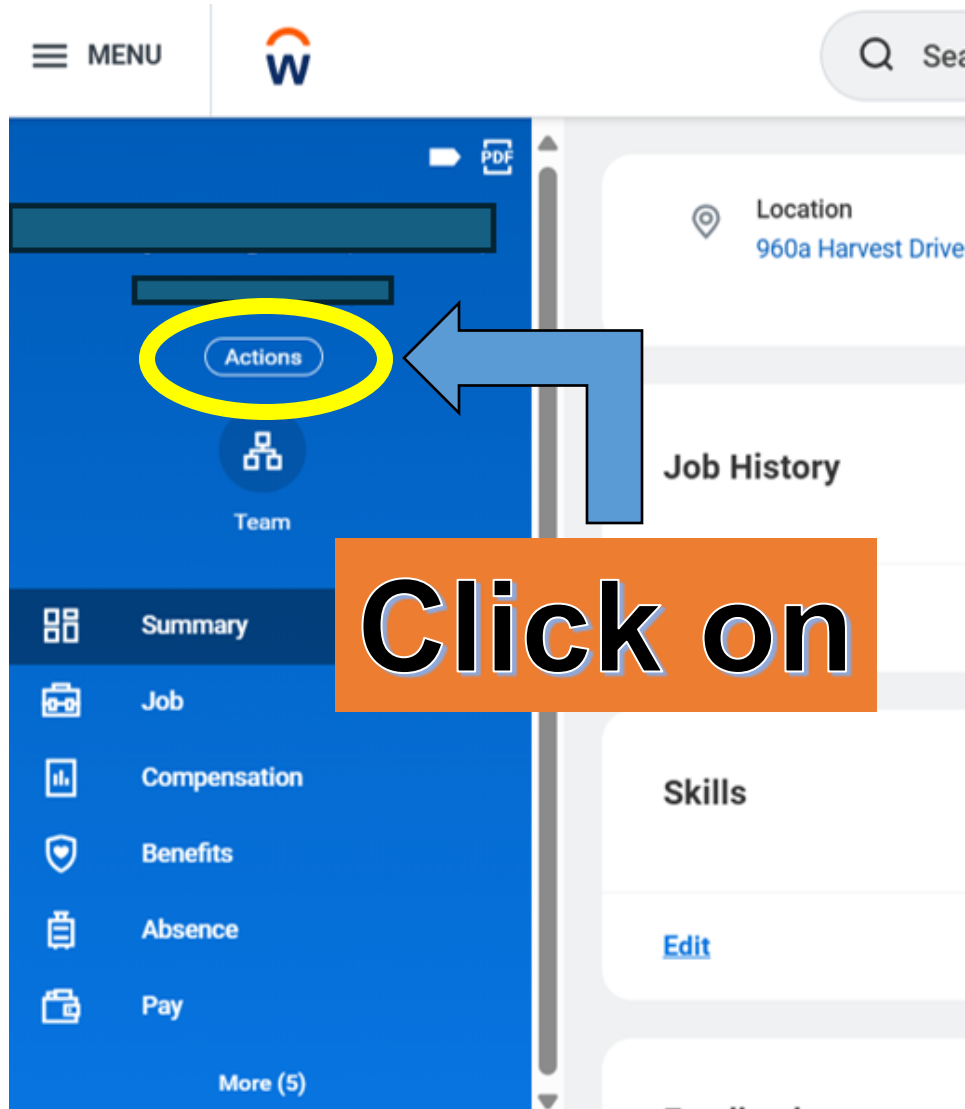 MENU
PDF
Location
960a Harvest Drive
Actions
Job History
Team
Click on
Summary
Job
Compensation
Skills
Benefits
Absence
Edit
Pay
More (5)